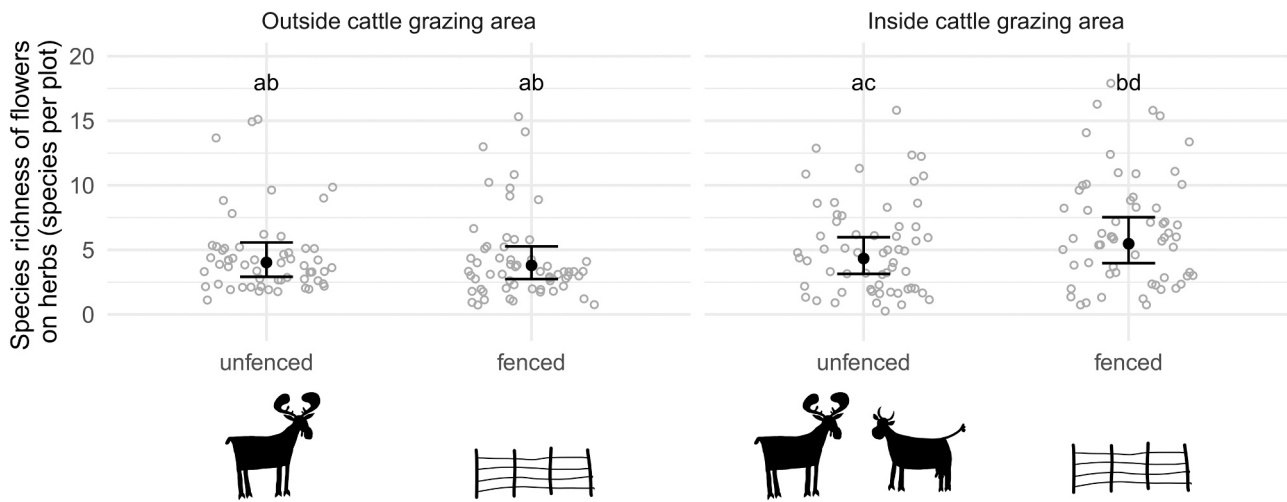 Outside cattle grazing area
Inside cattle grazing area
Species richness of flowers
on herbs (species per plot)
20
15
10
5
0
ab
ab
ac
bd
unfenced
fenced
unfenced
fenced